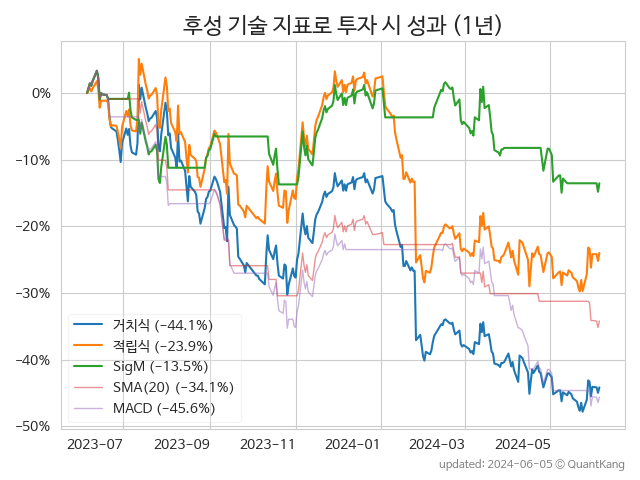 후성 기술 지표로 투자 시 성과 (1년)
0%
−10%
−20%
−30%
−40%
−50%
거치식 (−44.1%)
적립식 (−23.9%)
SigM (−13.5%)
SMA(20) (−34.1%)
MACD (−45.6%)
2023−07
2023−09
2023−11
2024−01
2024−03
2024−05
updated: 2024-06-05 ⓒ QuantKang